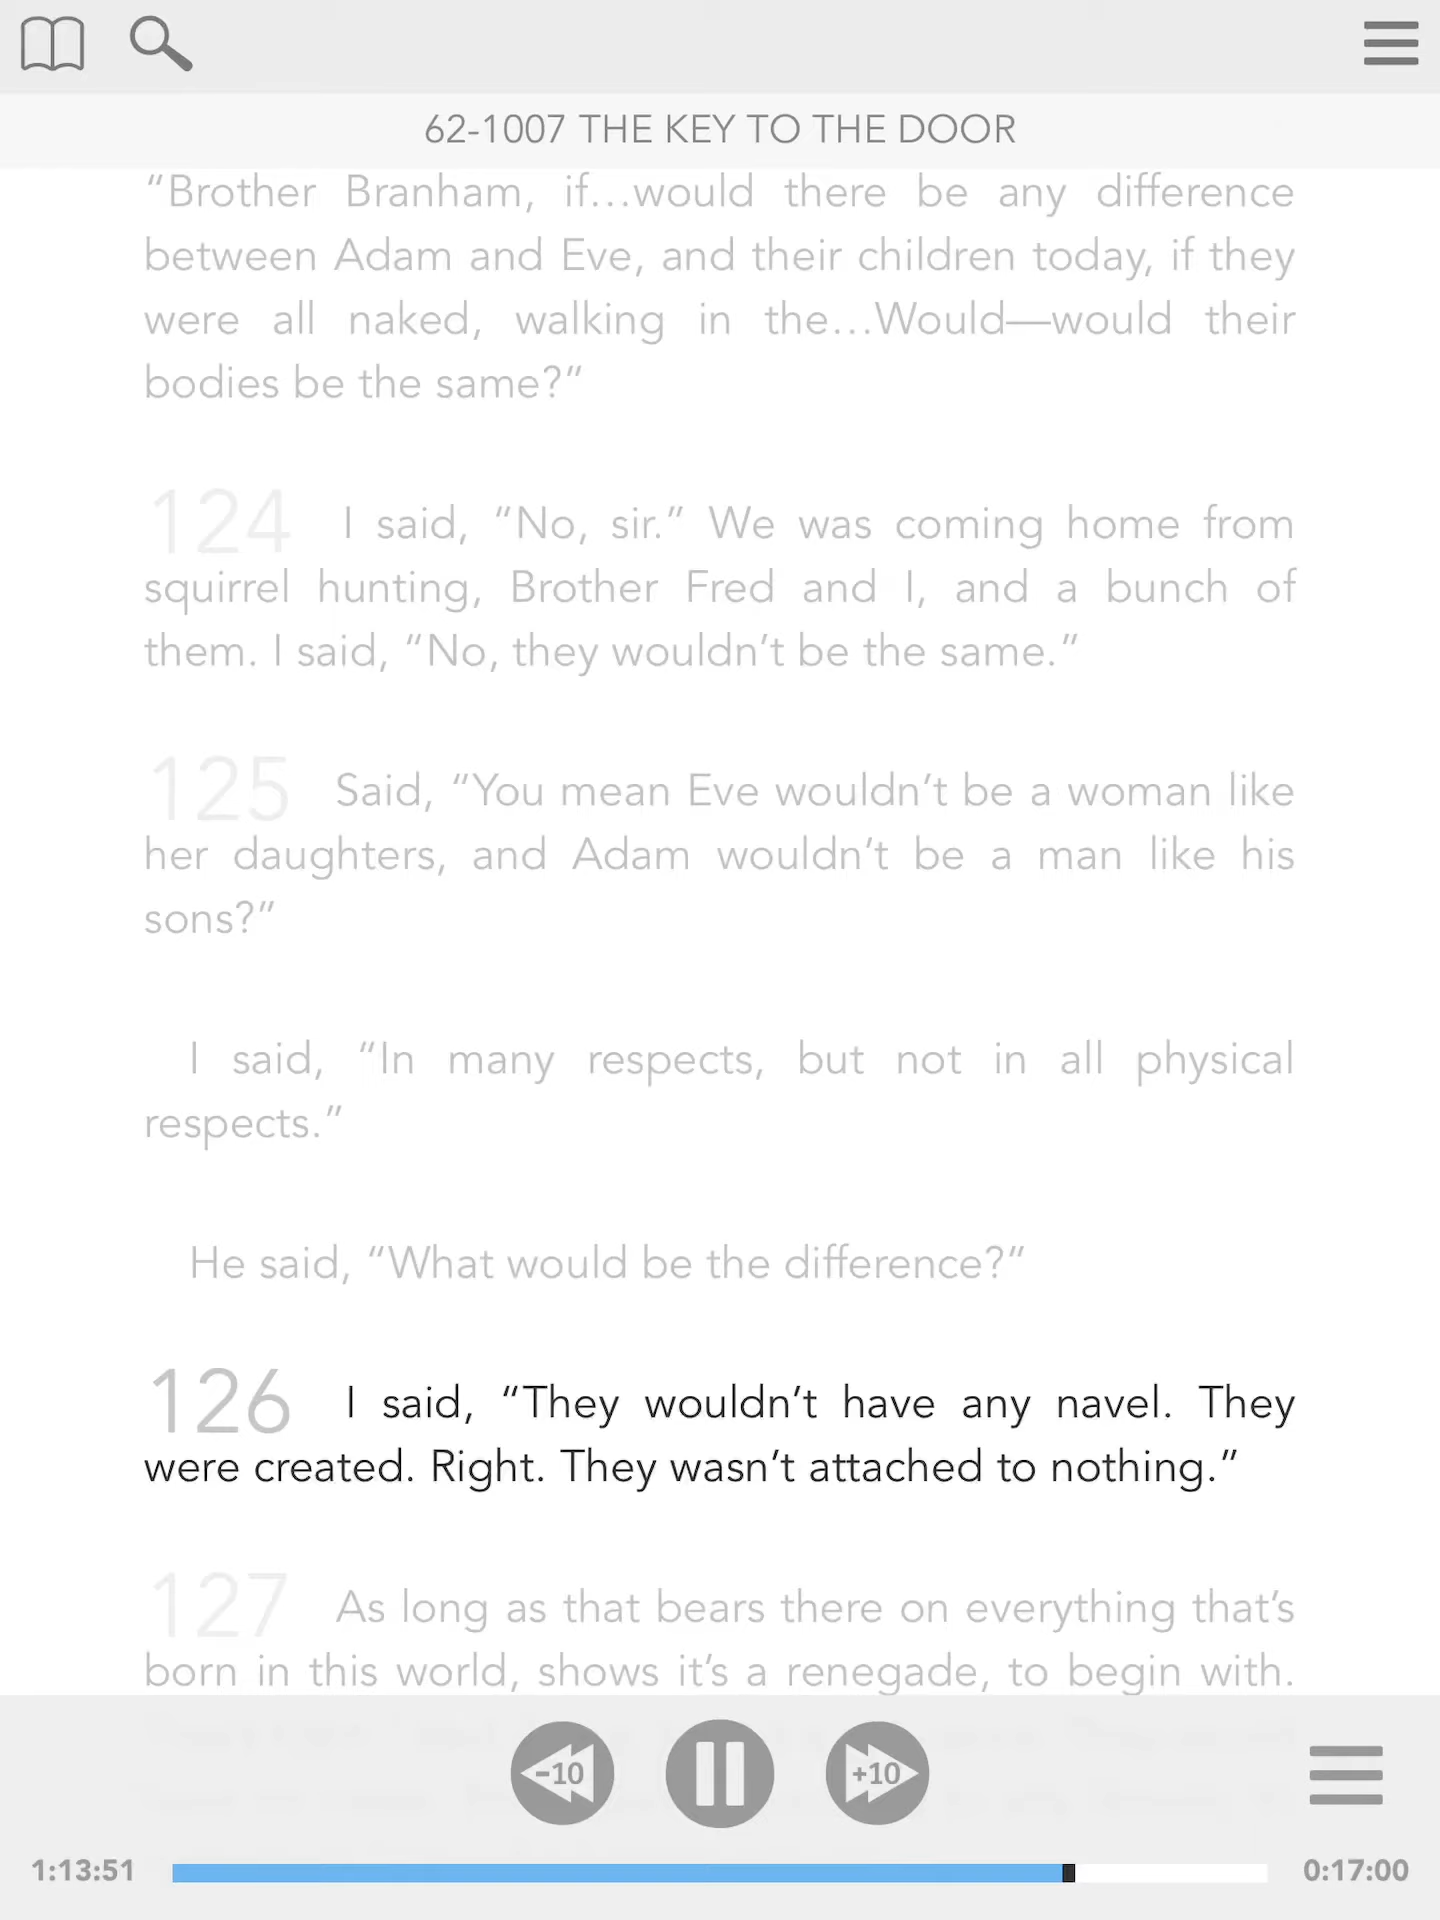 62-1007 THE KEY TO THE DOOR
“Brother Branham, if…would there be any difference
between Adam and Eve, and their children today, if they
were all naked, walking in the…Would—would their
bodies be the same?”
124 I said, “No, sir.” We was coming home from
squirrel hunting, Brother Fred and I, and a bunch of
them. I said, “No, they wouldn’t be the same.”
125 Said, “You mean Eve wouldn’t be a woman like
her daughters, and Adam wouldn’t be a man like his
sons?”
I said, “In many respects, but not in all physical
respects.”
He said, “What would be the difference?”
126 I said, “They wouldn’t have any navel. They
were created. Right. They wasn’t attached to nothing.”
127 As long as that bears there on everything that’s
born in this world, shows it’s a renegade, to begin with.
-10 +10
1:13:51 0:17:00